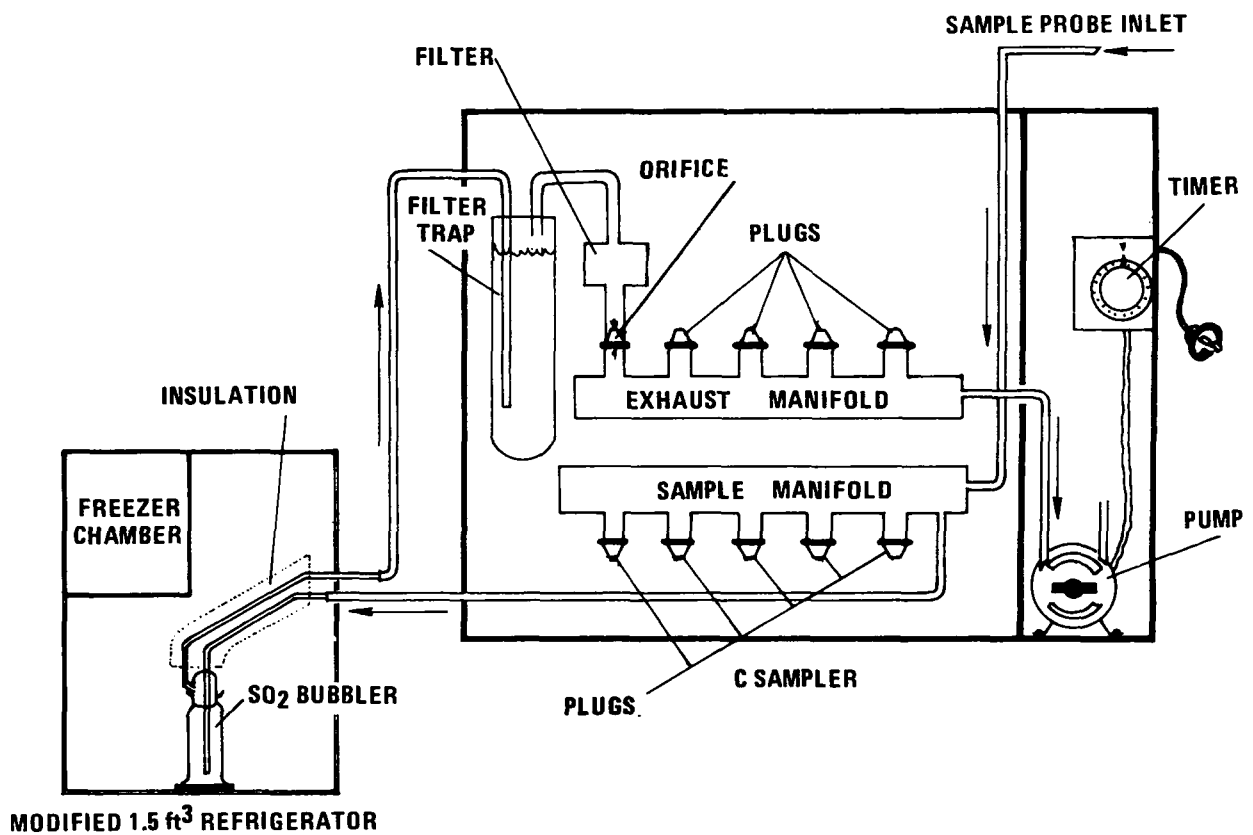 SAMPLE PROBE INLET
FILTER
ORIFICE
TIMER
FILTER
TRAP
PLUGS
INSULATION
EXHAUST MANIFOLD
SAMPLE MANIFOLD
FREEZER
CHAMBER
PUMP
C SAMPLER
SO2 BUBBLER
PLUGS.
MODIFIED 1.5 ft³ REFRIGERATOR